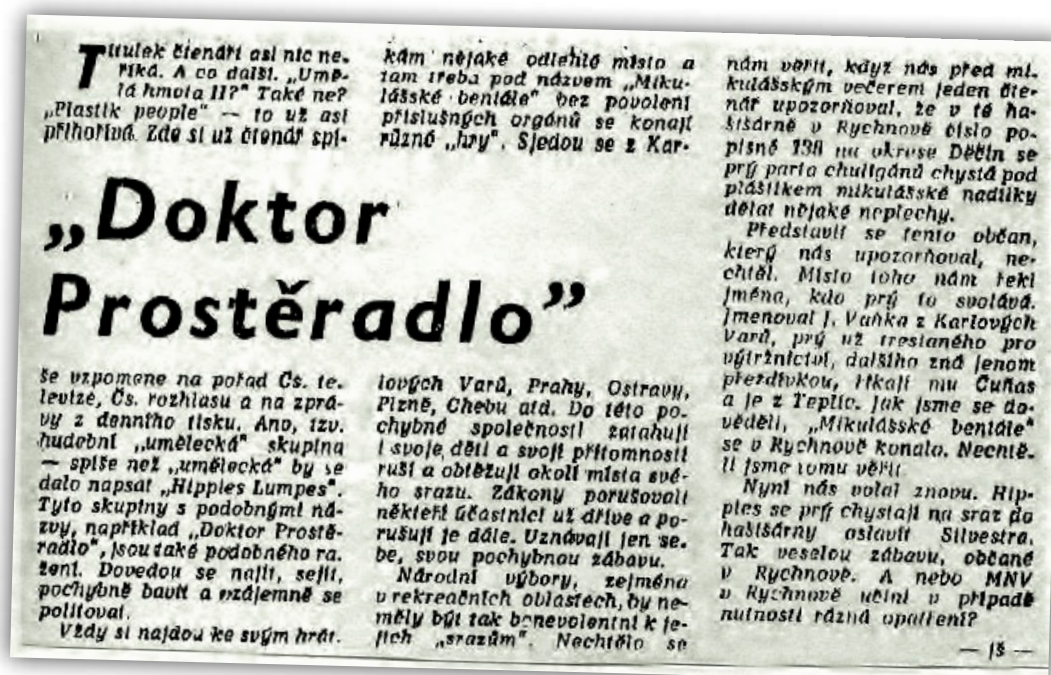 „Doktor
Prostěradlo”
Titulek čtenáři asi nic ne-
říká. A co další. „Umě-
lá hmota II?" Také ne?
„Plastik people" — to už asi
přihořívá. Zde si už čtenář spí-
še vzpomene na pořad Čs. te-
levize, Čs. rozhlasu a na zprá-
vy z denního tisku. Ano, tzv.
hudební „umělecká" skupina
— spíše než „umělecká" by se
dalo napsat „Hipples Lumpes".
Tyto skupiny s podobnými ná-
zvy, například „Doktor Prostě-
radlo", jsou také podobného ra-
žení. Dovedou se najít, sejít,
pochybně bavit a vzájemně se
politovat.
Vždy si najdou ke svým hrát-
kám nějaké odlehlé místo a
tam třeba pod názvem „Miku-
lášské bentále" bez povolení
příslušných orgánů se konají
různé „hry". Sjedou se z Kar-
lových Varů, Prahy, Ostravy,
Plzně, Chebu atd. Do této po-
chybné společnosti zatahují
i svoje děti a svojí přítomností
ruší a obtěžují okolí místa své-
ho srazu. Zákony porušovali
někteří účastníci už dříve a po-
rušují je dále. Uznávají jen se-
be, svou pochybnou zábavu.
Národní výbory, zejména
v rekreačních oblastech, by ne-
měly být tak benevolentní k je-
jich „srazům". Nechtělo se
nám věřit, když nás před mi-
kulášským večerem jeden čte-
nář upozorňoval, že v té ha-
šišárně v Rychnově číslo po-
pisné 138 na okrese Děčín se
prý parta chuligánů chystá pod
pláštíkem mikulášské nadílky
dělat nějaké neplechy.
Představit se tento občan,
který nás upozorňoval, ne-
chtěl. Místo toho nám řekl
jména, kdo prý to svolává.
Jmenoval J. Vaňka z Karlových
Varů, prý už trestaného pro
výtržnictví, dalšího zná jenom
přezdívkou, říkají mu Čuňas
a je z Teplic. Jak jsme se do-
věděli, „Mikulášské bentále"
se v Rychnově konalo. Nechtě-
li jsme tomu věřit.
Nyní nás volal znovu. Hip-
ples se prý chystají na sraz do
hašišárny oslavit Silvestra.
Tak veselou zábavu, občané
v Rychnově. A nebo MNV
v Rychnově učiní v případě
nutnosti rázná opatření?
— jš —